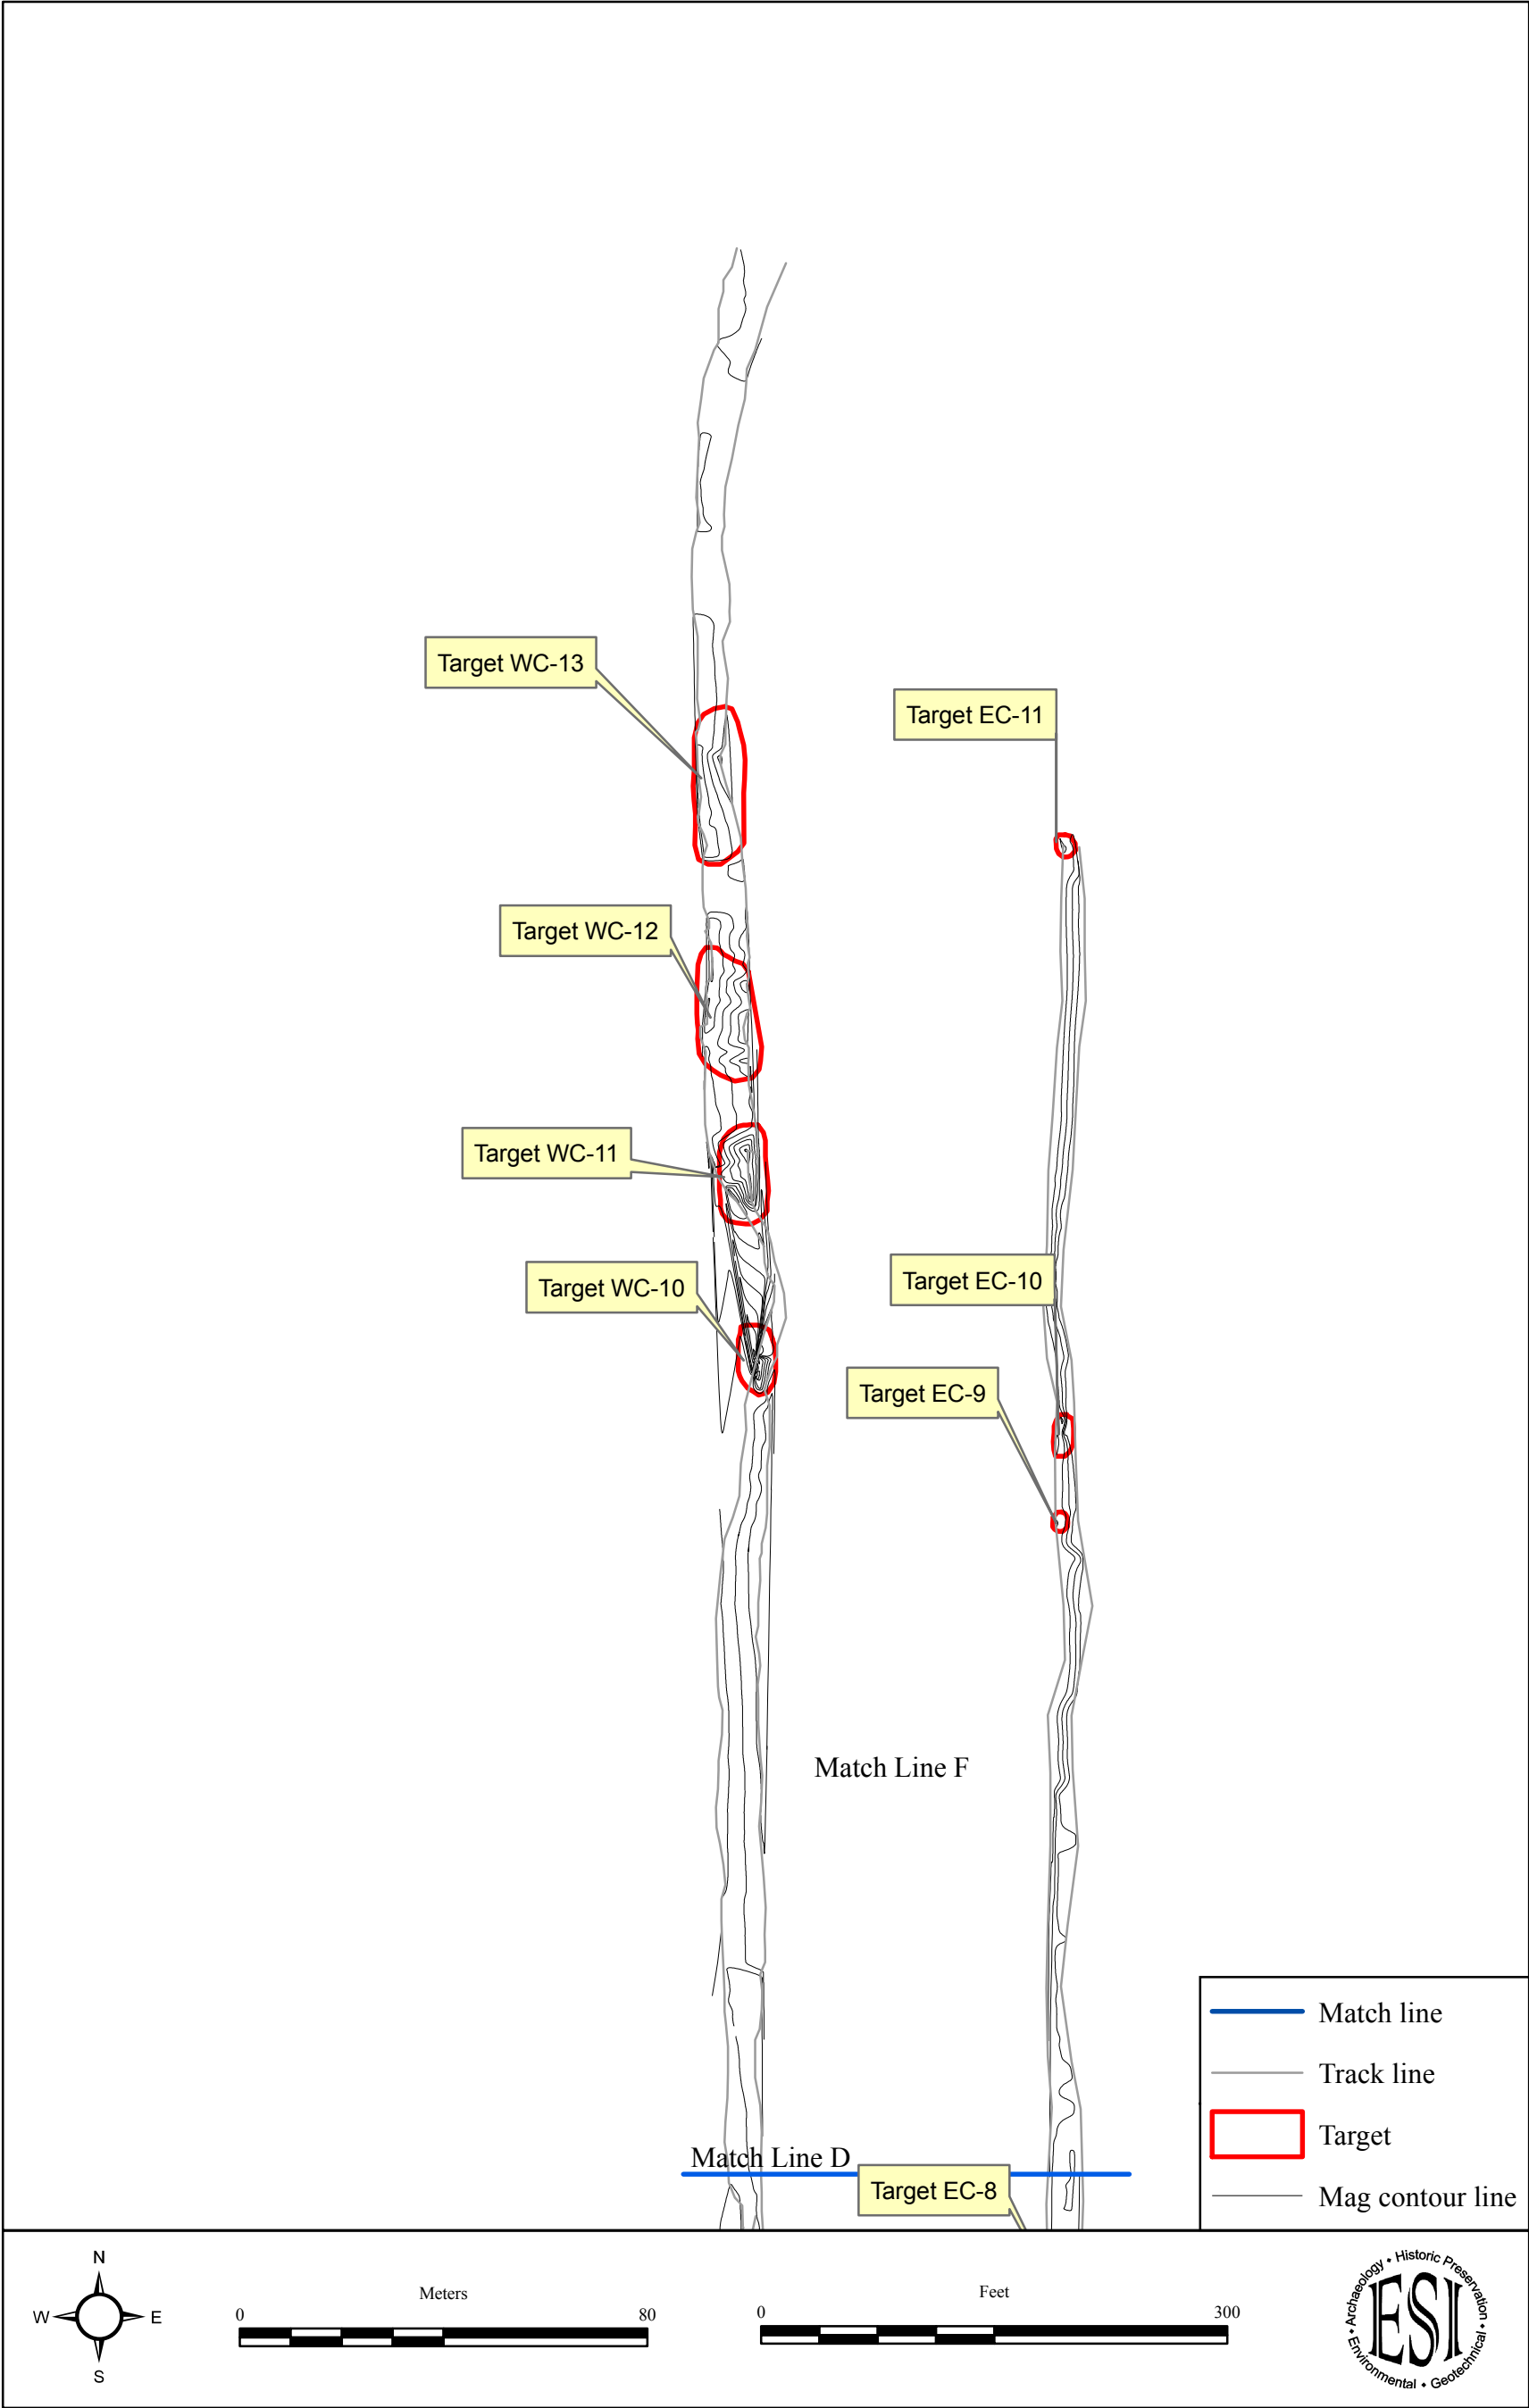 Target WC-13
Target EC-11
Target WC-12
Target WC-11
Target EC-10
Target WC-10
Target EC-9
Match Line F
Match line
Track line
Target
Match Line D
Target EC-8
Mag contour line
N
W E
S
Meters
0 80
Feet
0 300
Archaeology • Historic Preservation •
ESI
Environmental • Geotechnical •